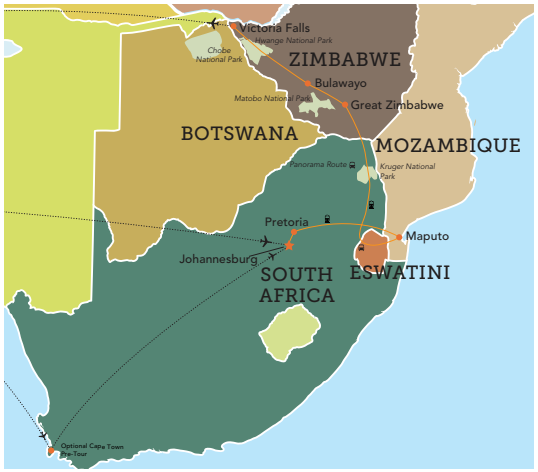 Victoria Falls
Hwange National Park
Chobe
National Park
ZIMBABWE
Bulawayo
Matobo National Park
Great Zimbabwe
BOTSWANA
MOZAMBIQUE
Panorama Route
Kruger National
Park
Pretoria
Maputo
Johannesburg
SOUTH
AFRICA
ESWATINI
Optional Cape Town
Pre-Tour